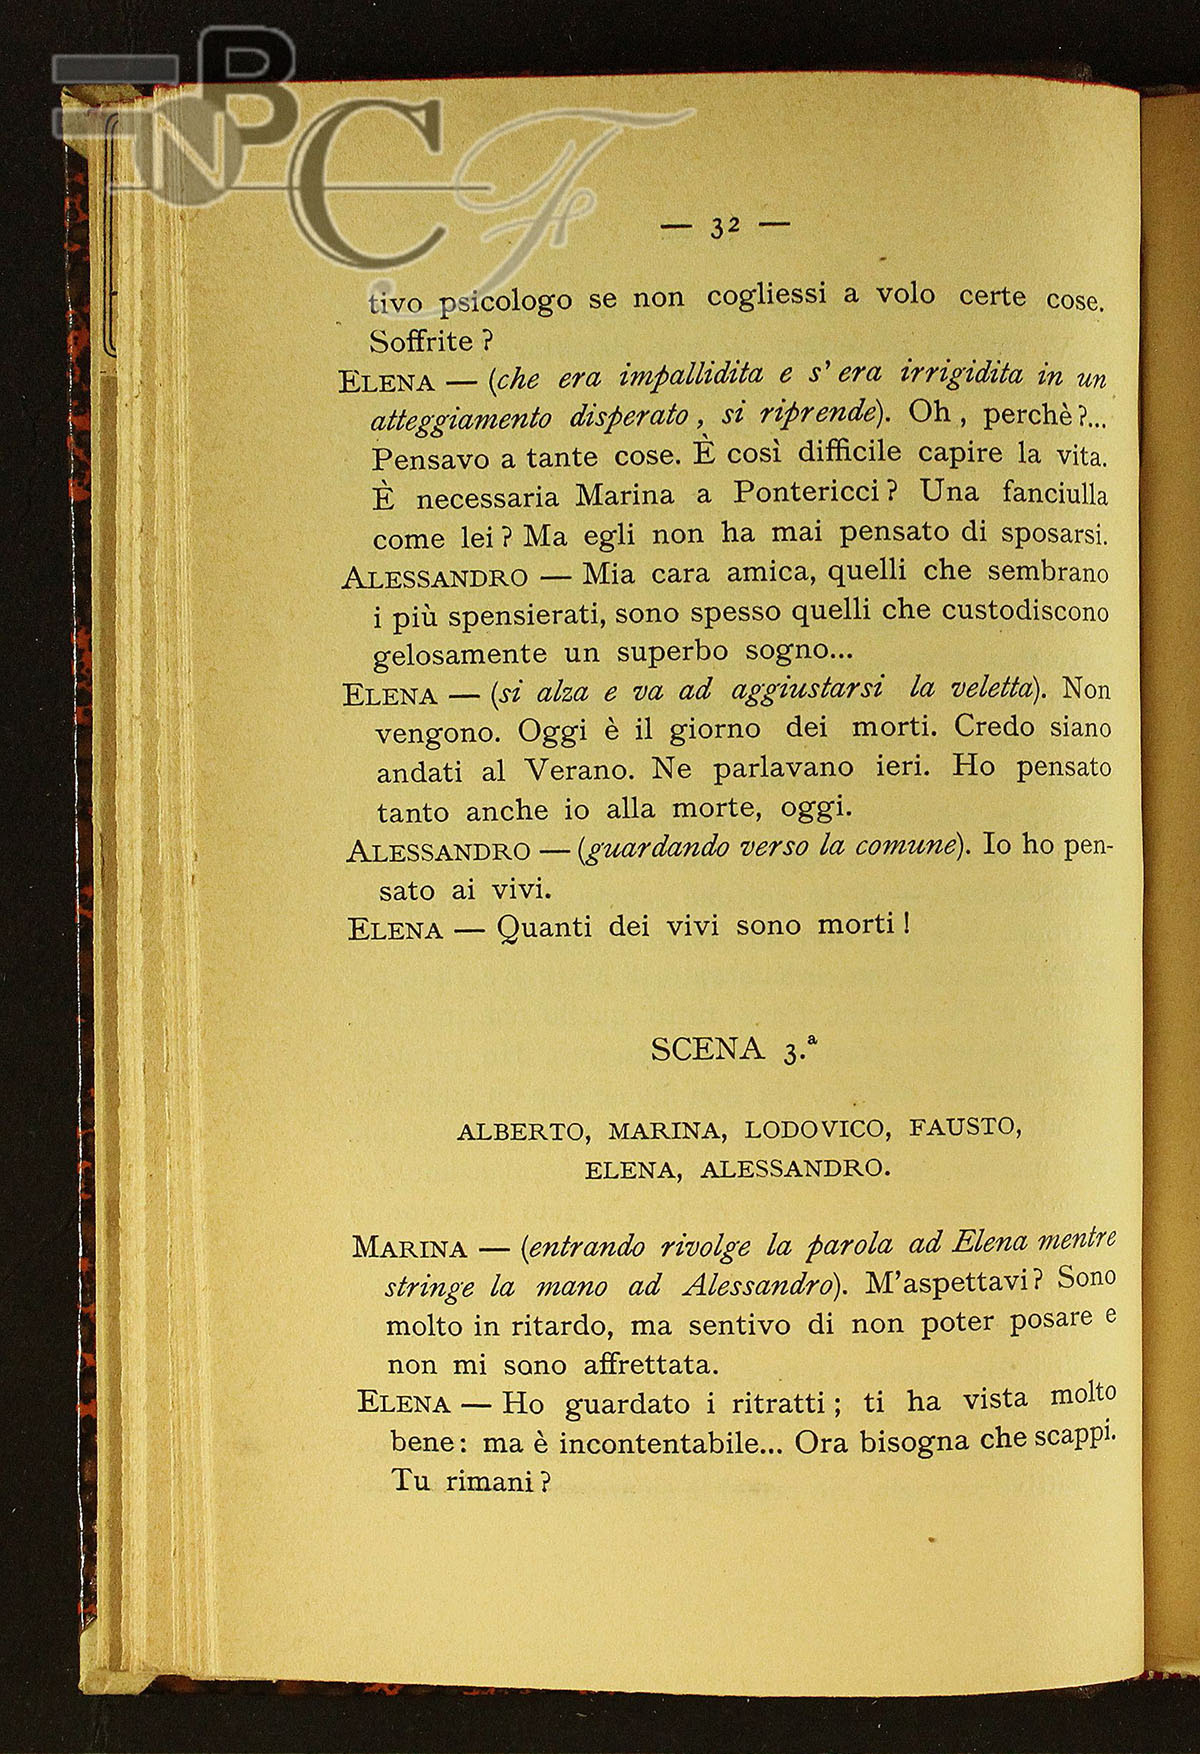 NBCF
— 32 —
tivo psicologo se non cogliessi a volo certe cose.
Soffrite ?
ELENA — (che era impallidita e s' era irrigidita in un
atteggiamento disperato, si riprende). Oh, perchè ?...
Pensavo a tante cose. È così difficile capire la vita.
È necessaria Marina a Pontericci ? Una fanciulla
come lei ? Ma egli non ha mai pensato di sposarsi.
ALESSANDRO — Mia cara amica, quelli che sembrano
i più spensierati, sono spesso quelli che custodiscono
gelosamente un superbo sogno...
ELENA — (si alza e va ad aggiustarsi la veletta). Non
vengono. Oggi è il giorno dei morti. Credo siano
andati al Verano. Ne parlavano ieri. Ho pensato
tanto anche io alla morte, oggi.
ALESSANDRO — (guardando verso la comune). Io ho pen-
sato ai vivi.
ELENA — Quanti dei vivi sono morti !
SCENA 3.ª
ALBERTO, MARINA, LODOVICO, FAUSTO,
ELENA, ALESSANDRO.
MARINA — (entrando rivolge la parola ad Elena mentre
stringe la mano ad Alessandro). M'aspettavi ? Sono
molto in ritardo, ma sentivo di non poter posare e
non mi sono affrettata.
ELENA — Ho guardato i ritratti ; ti ha vista molto
bene : ma è incontentabile... Ora bisogna che scappi.
Tu rimani ?